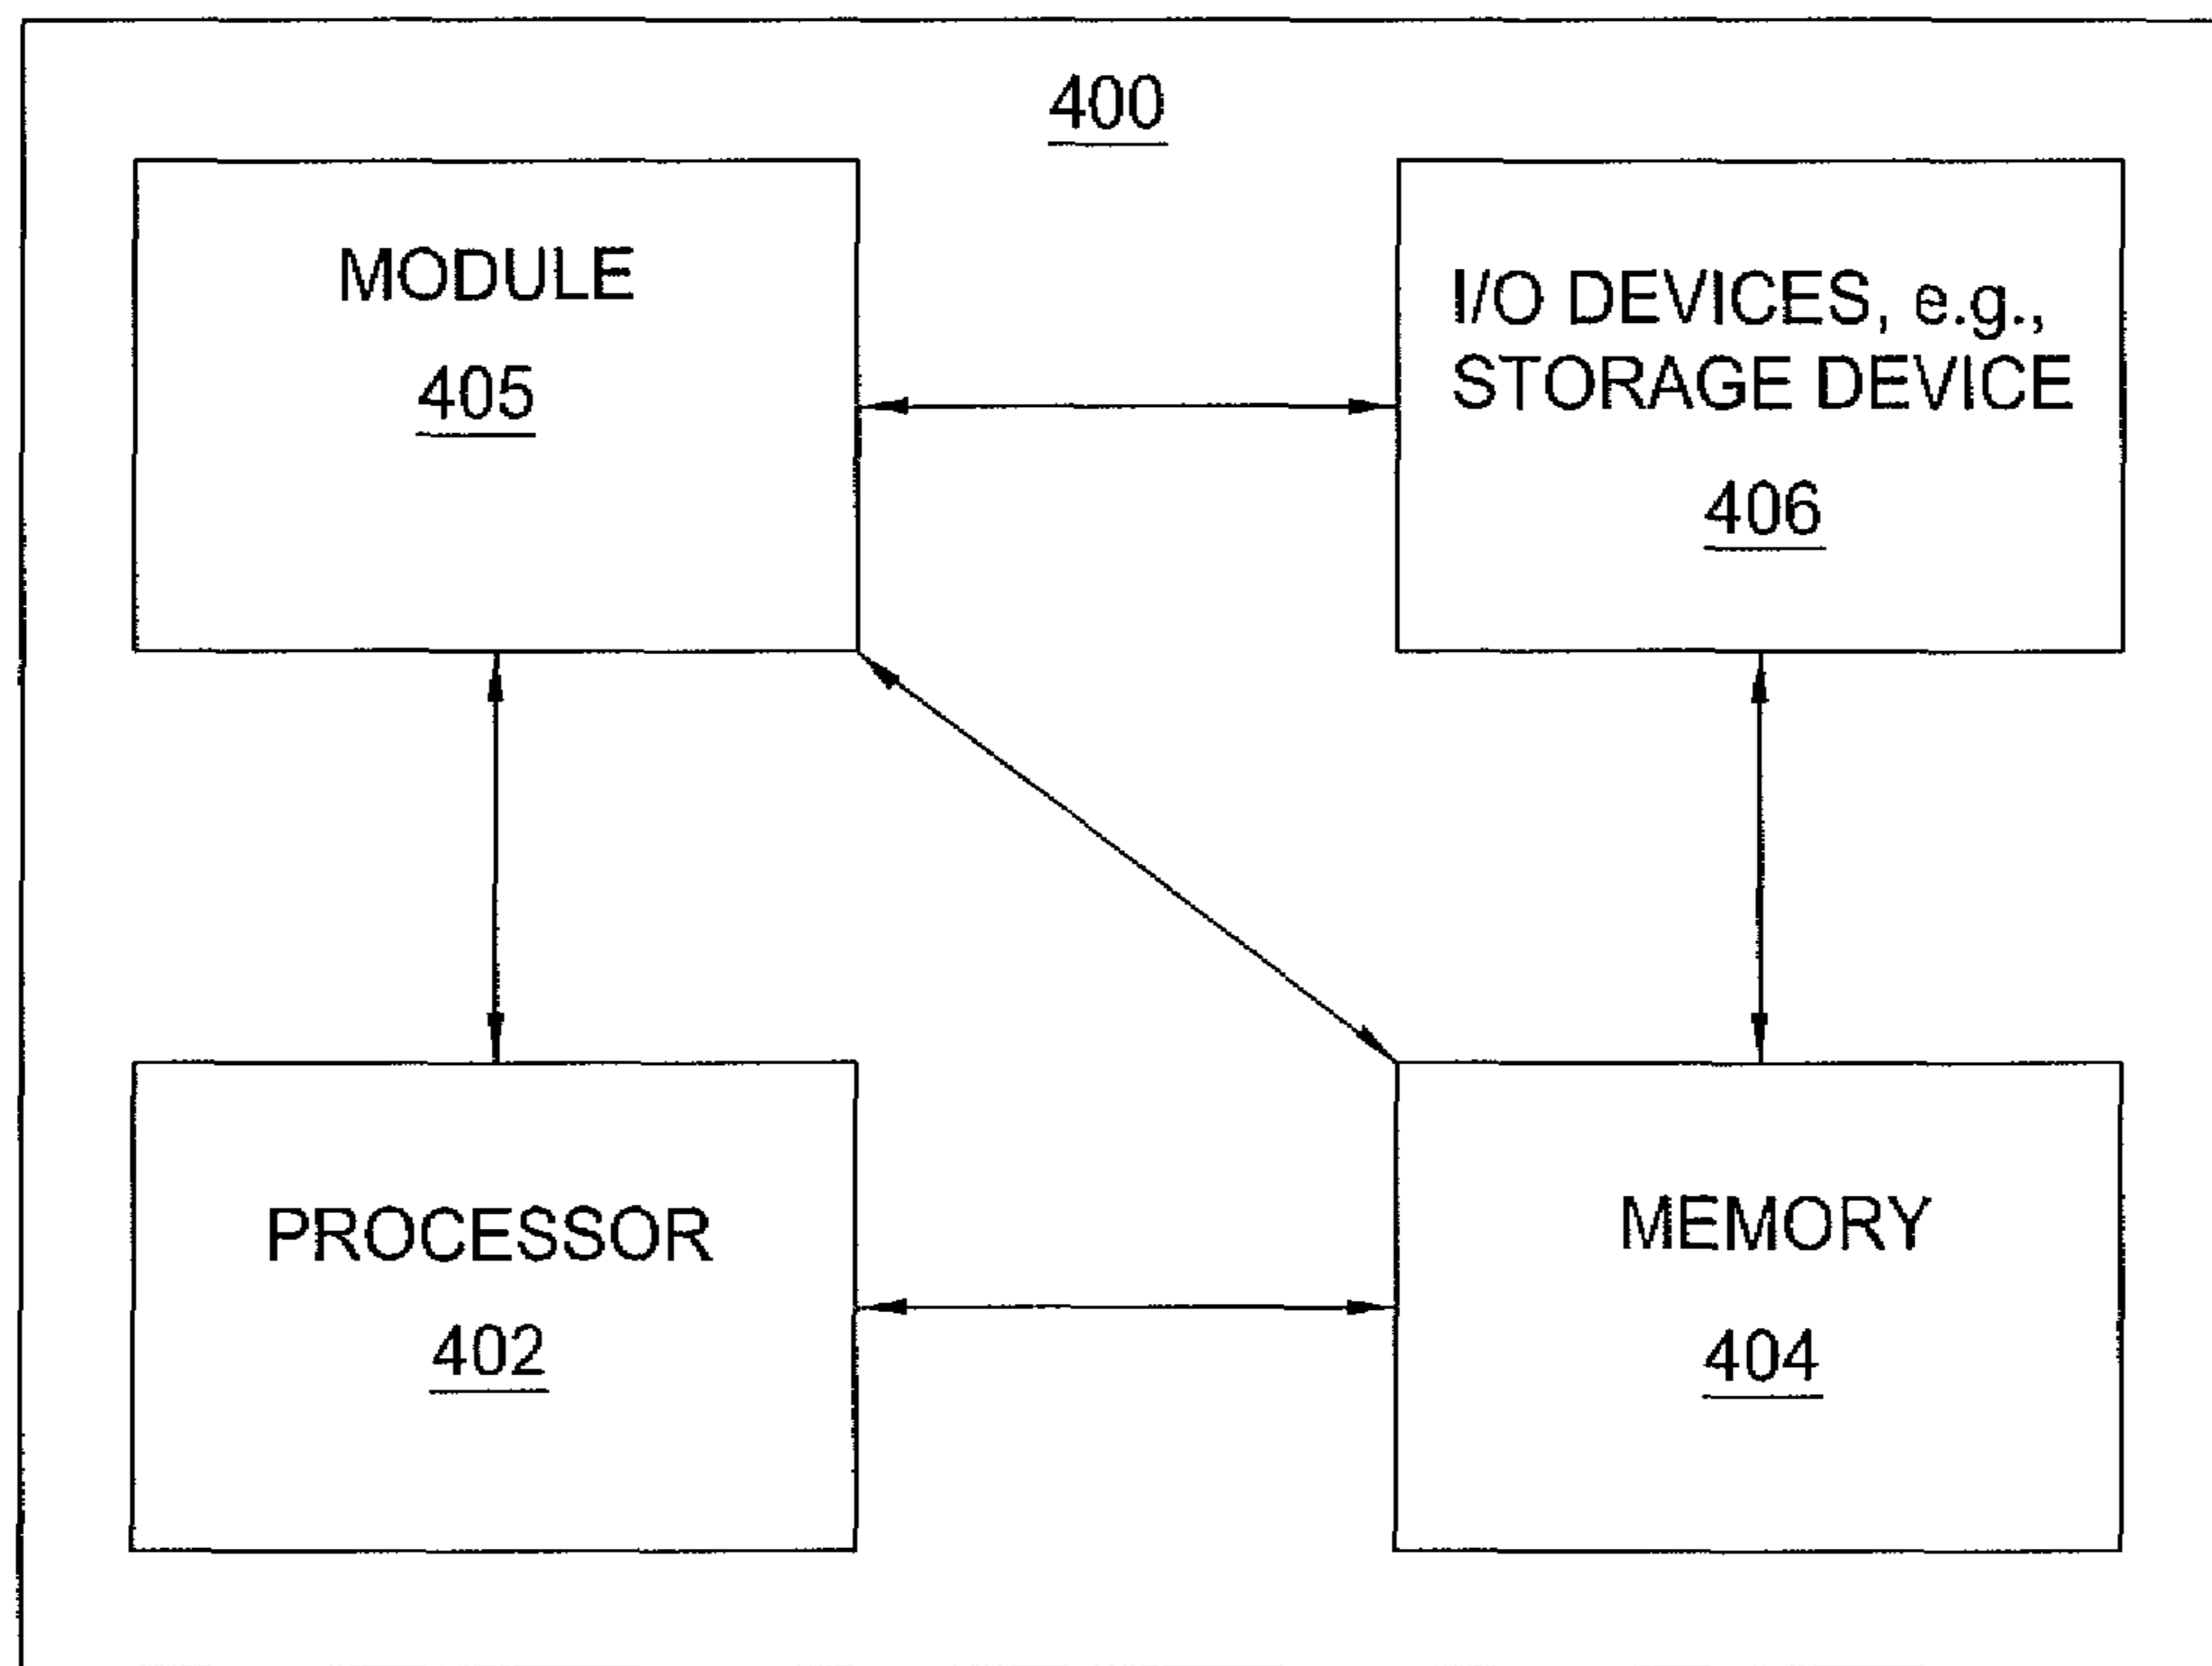 400
MODULE
405
I/O DEVICES, e.g.,
STORAGE DEVICE
406
PROCESSOR
402
MEMORY
404